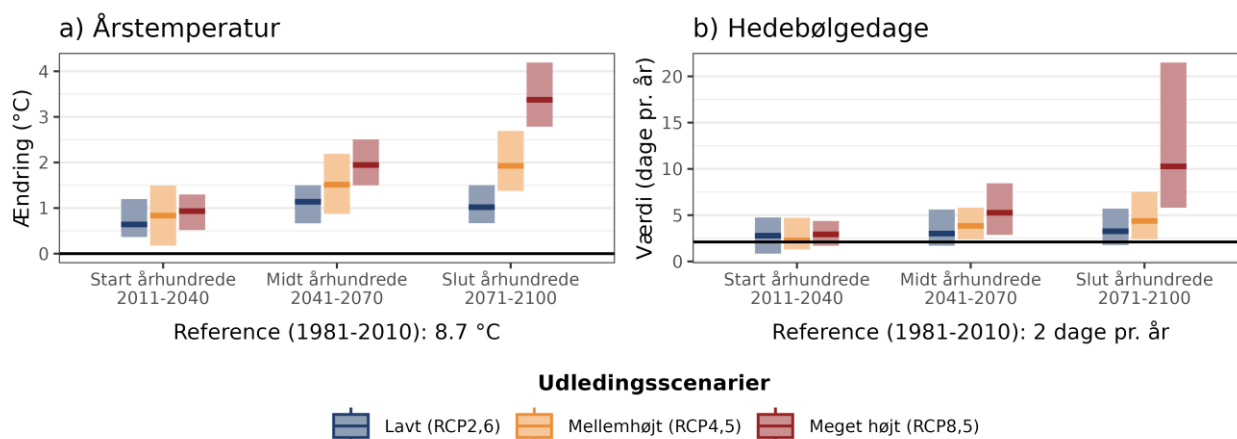 a) Årstemperatur
Ændring (°C)
4
3
2
1
0
Start århundrede
2011-2040
Midt århundrede
2041-2070
Slut århundrede
2071-2100
Reference (1981-2010): 8.7 °C
b) Hedebølgedage
Værdi (dage pr. år)
20
15
10
5
0
Start århundrede
2011-2040
Midt århundrede
2041-2070
Slut århundrede
2071-2100
Reference (1981-2010): 2 dage pr. år
Udledingsscenarier
Lavt (RCP2,6)
Mellemhøjt (RCP4,5)
Meget højt (RCP8,5)